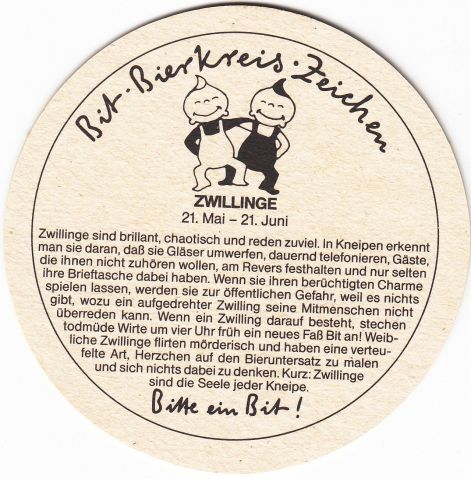 Bit-Bierkreis-Zeichen
ZWILLINGE
21. Mai – 21. Juni
Zwillinge sind brillant, chaotisch und reden zuviel. In Kneipen erkennt
man sie daran, daß sie Gläser umwerfen, dauernd telefonieren, Gäste,
die ihnen nicht zuhören wollen, am Revers festhalten und nur selten
ihre Brieftasche dabei haben. Wenn sie ihren berüchtigten Charme
spielen lassen, werden sie zur öffentlichen Gefahr, weil es nichts
gibt, wozu ein aufgedrehter Zwilling seine Mitmenschen nicht
überreden kann. Wenn ein Zwilling darauf besteht, stechen
todmüde Wirte um vier Uhr früh ein neues Faß Bit an! Weib-
liche Zwillinge flirten mörderisch und haben eine verteu-
felte Art, Herzchen auf den Bieruntersatz zu malen
und sich nichts dabei zu denken. Kurz: Zwillinge
sind die Seele jeder Kneipe.
Bitte ein Bit!